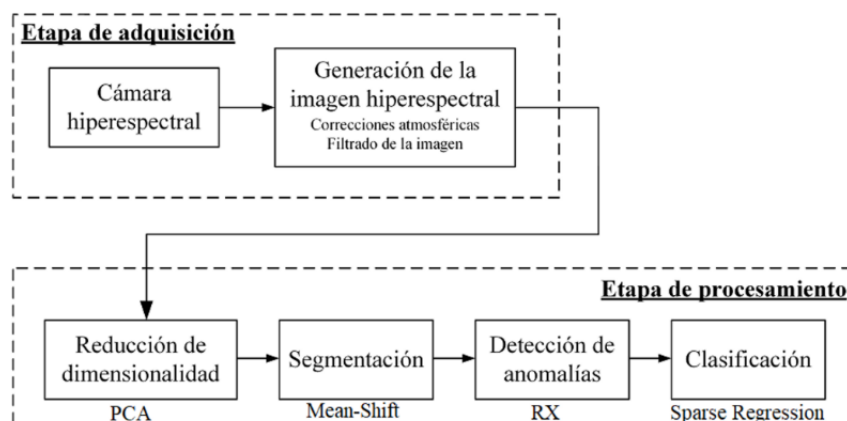 Etapa de adquisición
Cámara
hiperespectral
Generación de la
imagen hiperespectral
Correcciones atmosféricas
Filtrado de la imagen
Etapa de procesamiento
Reducción de
dimensionalidad
PCA
Segmentación
Mean-Shift
Detección de
anomalías
RX
Clasificación
Sparse Regression